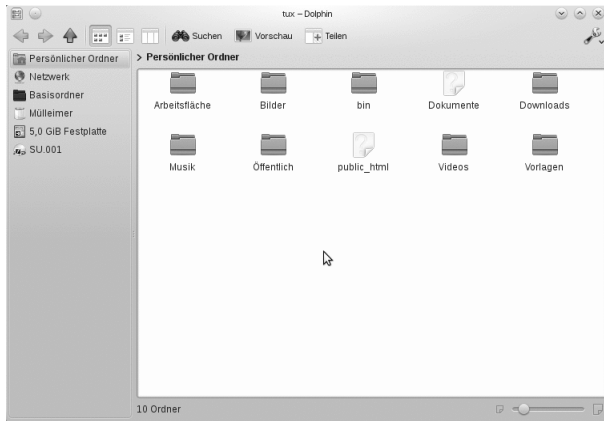 tux – Dolphin
Suchen Vorschau Teilen
Persönlicher Ordner
Netzwerk
Basisordner
Mülleimer
5,0 GiB Festplatte
SU.001
> Persönlicher Ordner
Arbeitsfläche Bilder bin Dokumente Downloads
Musik Öffentlich public_html Videos Vorlagen
10 Ordner